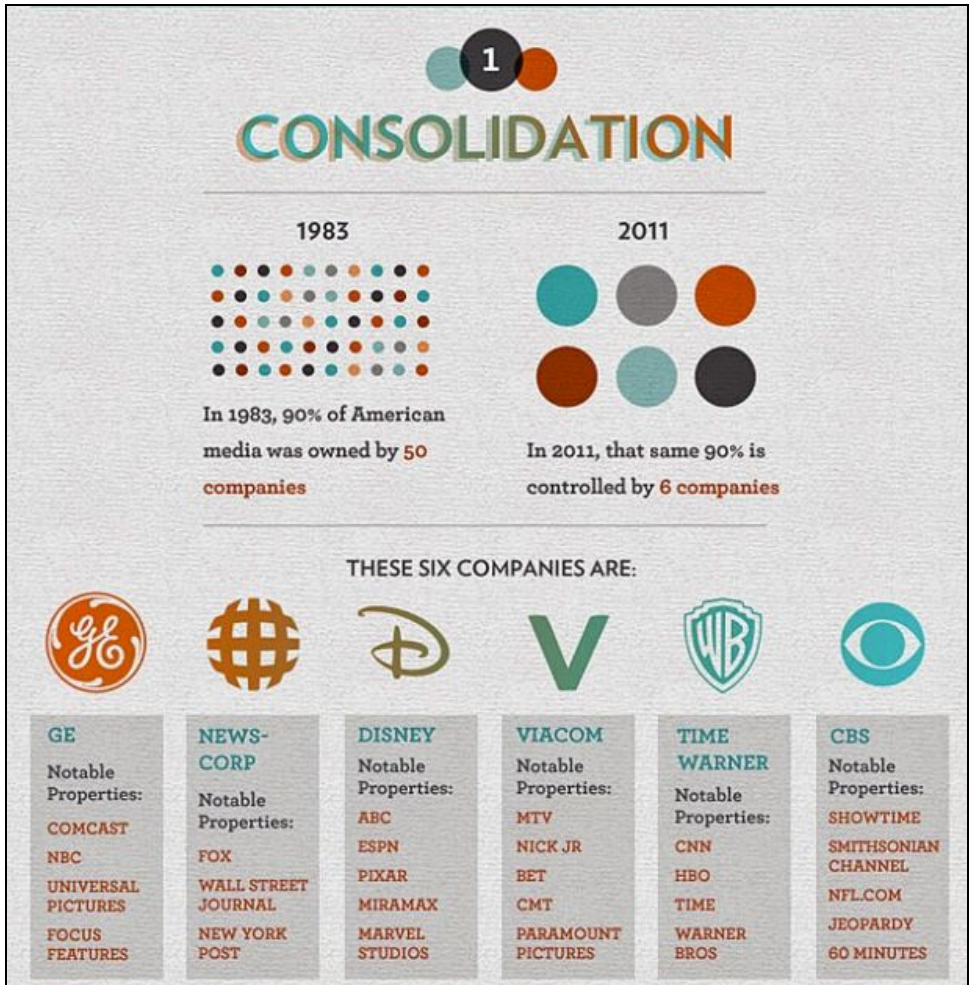 1
CONSOLIDATION
1983
2011
In 1983, 90% of American
media was owned by 50
companies
In 2011, that same 90% is
controlled by 6 companies
THESE SIX COMPANIES ARE:
GE
V
WB
GE
Notable
Properties:
COMCAST
NBC
UNIVERSAL
PICTURES
FOCUS
FEATURES
NEWS-
CORP
Notable
Properties:
FOX
WALL STREET
JOURNAL
NEW YORK
POST
DISNEY
Notable
Properties:
ABC
ESPN
PIXAR
MIRAMAX
MARVEL
STUDIOS
VIACOM
Notable
Properties:
MTV
NICK JR
BET
CMT
PARAMOUNT
PICTURES
TIME
WARNER
Notable
Properties:
CNN
HBO
TIME
WARNER
BROS
CBS
Notable
Properties:
SHOWTIME
SMITHSONIAN
CHANNEL
NFL.COM
JEOPARDY
60 MINUTES